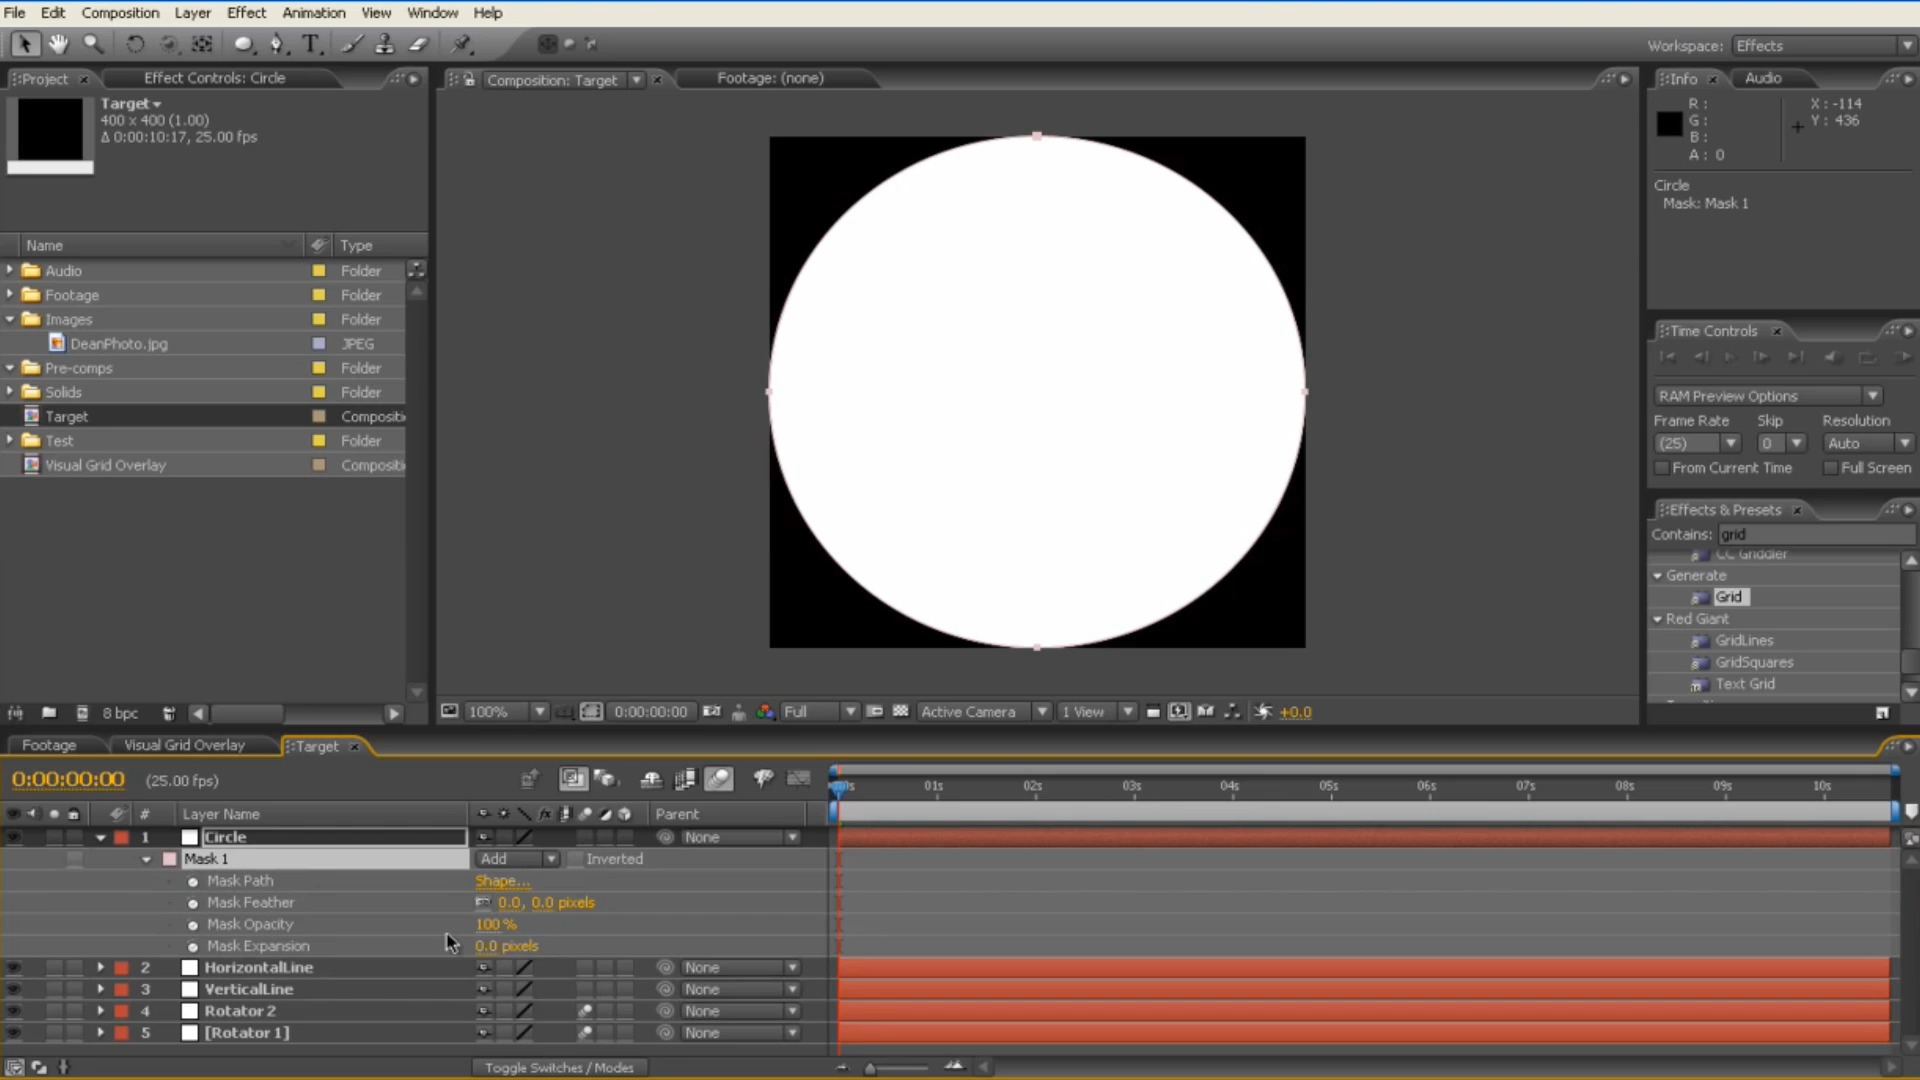 File Edit Composition Layer Effect Animation View Window Help
Workspace: Effects
Project
Effect Controls: Circle
Composition: Target
Footage: (none)
Info
Audio
Target
400 x 400 (1.00)
Δ 0:00:10:17, 25.00 fps
R :
G :
B :
A : 0
X : -114
Y : 436
Circle
Mask: Mask 1
Name
Type
Audio Folder
Footage Folder
Images Folder
DeanPhoto.jpg JPEG
Pre-comps Folder
Solids Folder
Target Compositi
Test Folder
Visual Grid Overlay Compositi
8 bpc
Time Controls
RAM Preview Options
Frame Rate Skip Resolution
(25) 0 Auto
From Current Time Full Screen
Effects & Presets
Contains: grid
CC Griddler
Generate
Grid
Red Giant
GridLines
GridSquares
Text Grid
100% 0:00:00:00 Full Active Camera 1 View +0.0
Footage
Visual Grid Overlay
Target
0:00:00:00 (25.00 fps)
01s 02s 03s 04s 05s 06s 07s 08s 09s 10s
# Layer Name fx Parent
1 Circle None
Mask 1 Add Inverted
Mask Path Shape...
Mask Feather 0.0, 0.0 pixels
Mask Opacity 100 %
Mask Expansion 0.0 pixels
2 HorizontalLine None
3 VerticalLine None
4 Rotator 2 None
5 [Rotator 1] None
Toggle Switches / Modes